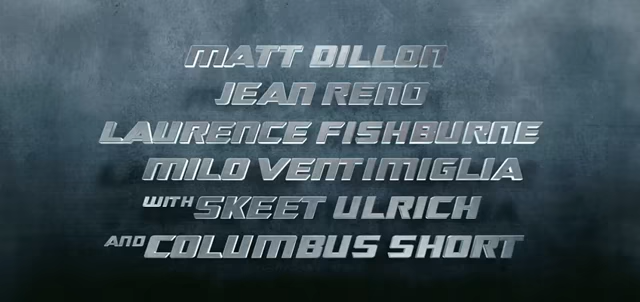 MATT DILLON
JEAN RENO
LAURENCE FISHBURNE
MILO VENTIMIGLIA
WITH SKEET ULRICH
AND COLUMBUS SHORT